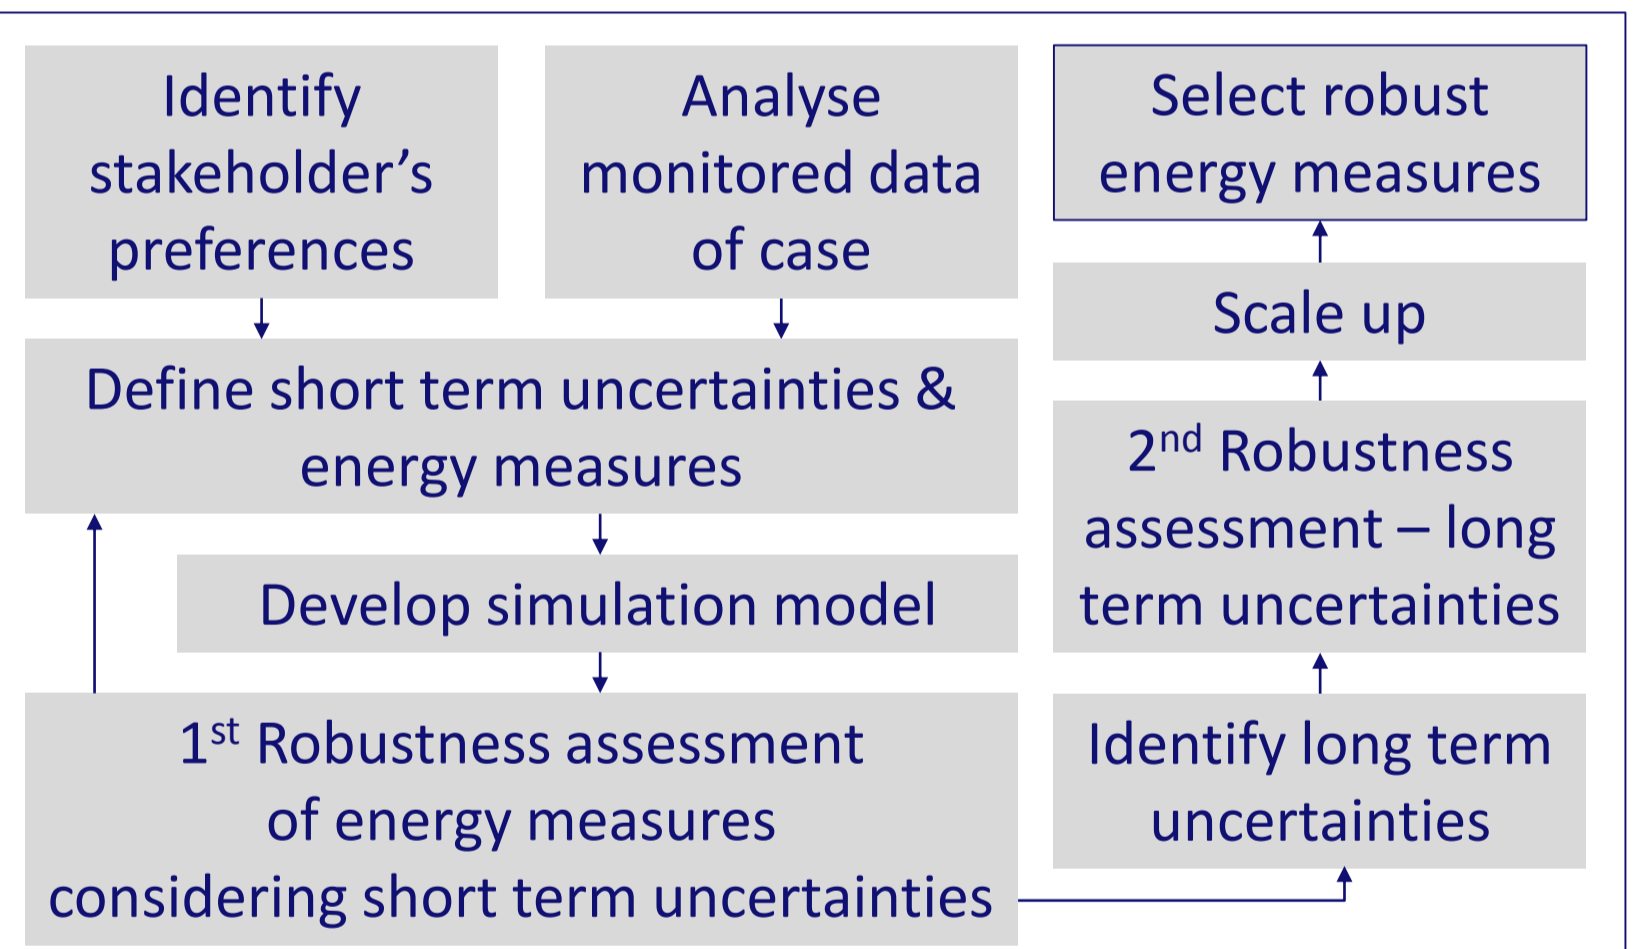 Identify
stakeholder’s
preferences
Analyse
monitored data
of case
Define short term uncertainties &
energy measures
Develop simulation model
1st Robustness assessment
of energy measures
considering short term uncertainties
Identify long term
uncertainties
2nd Robustness
assessment – long
term uncertainties
Scale up
Select robust
energy measures